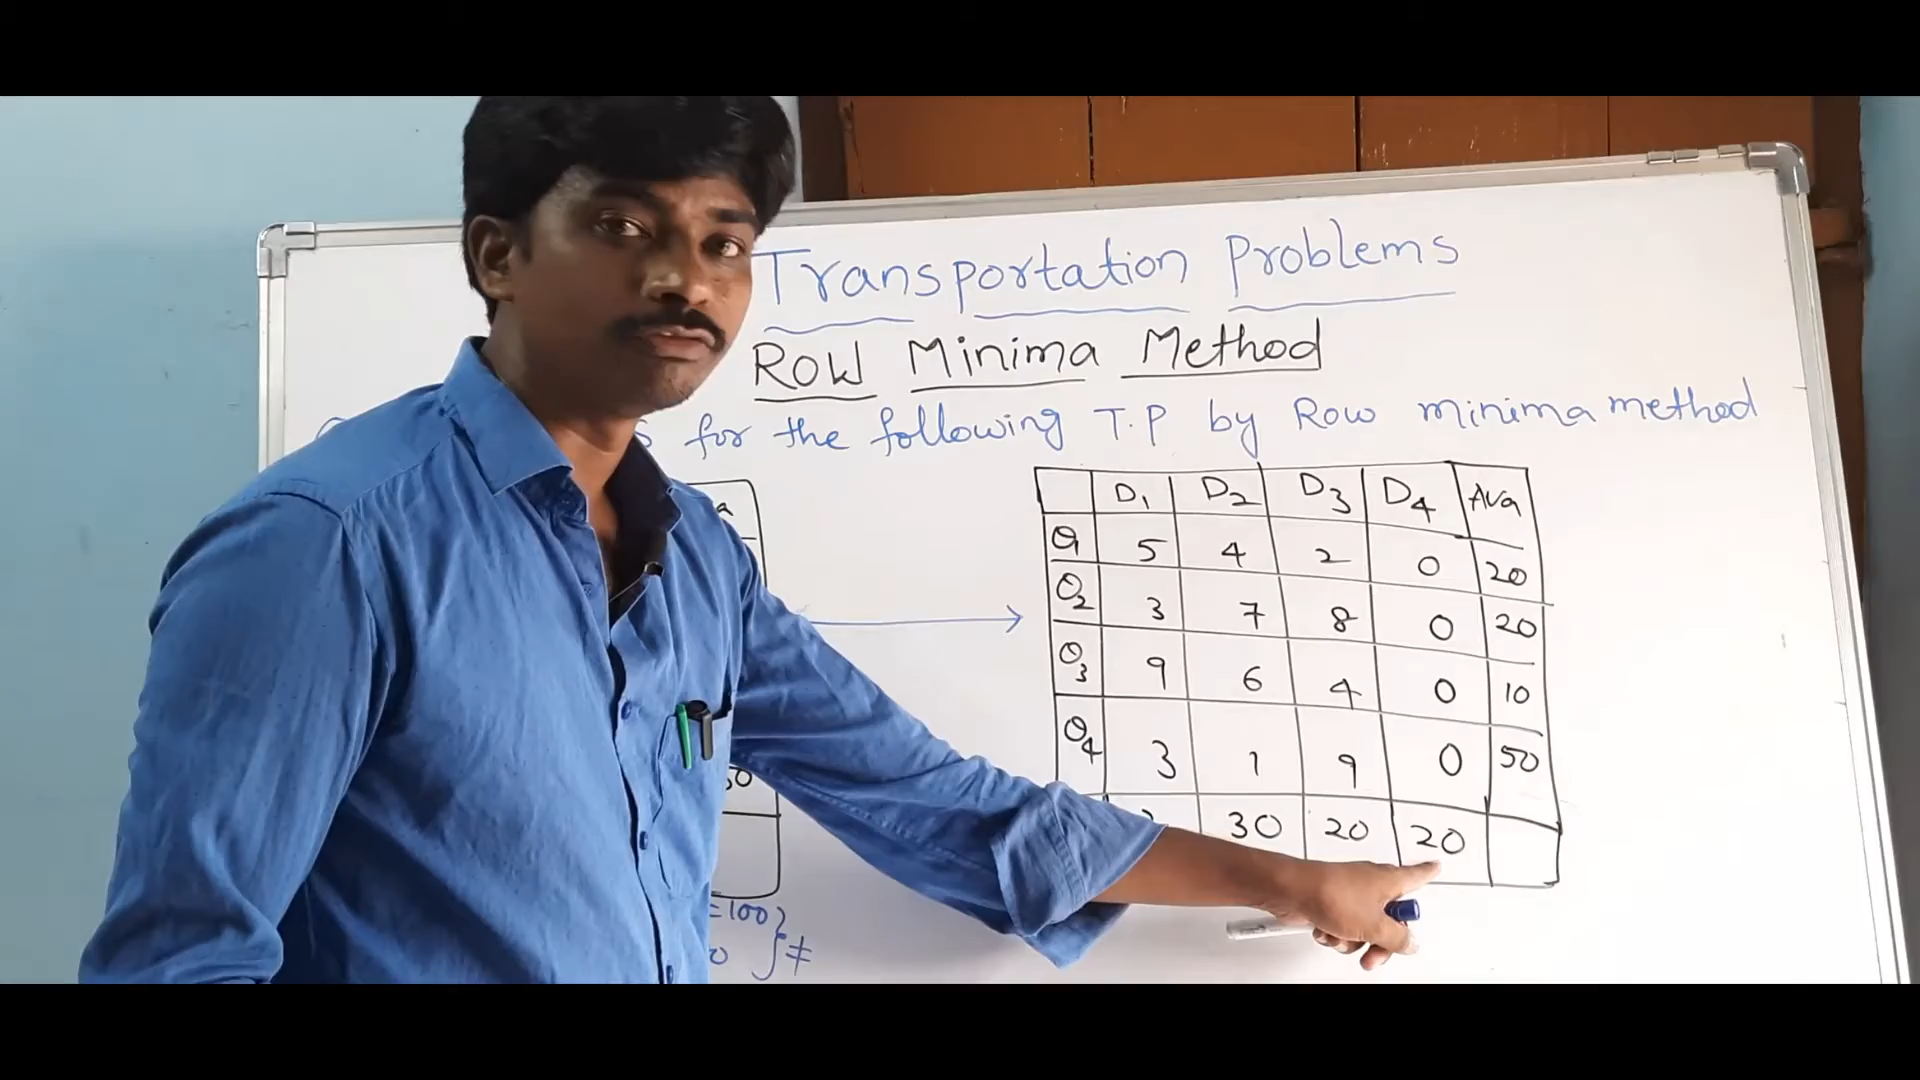 Transportation Problems
Row Minima Method
for the following T.P by Row minima method
D1 D2 D3 D4 Ava
O1 5 4 2 0 20
O2 3 7 8 0 20
O3 9 6 4 0 10
O4 3 1 9 0 50
30 20 20
=100 } ≠